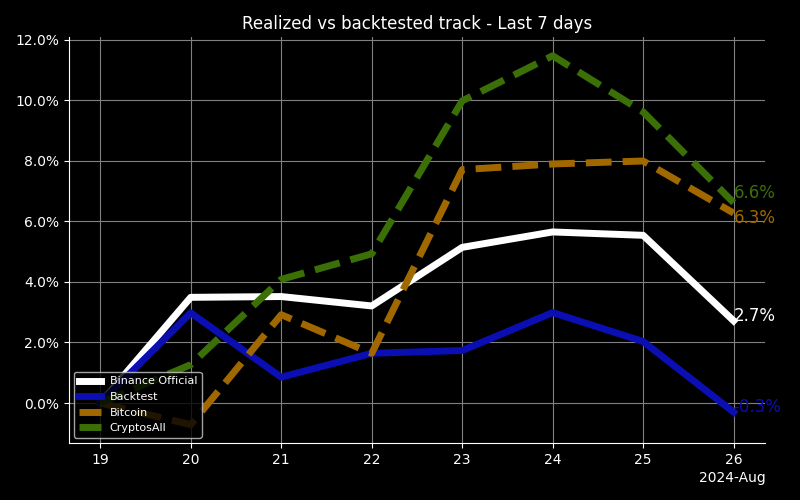 Realized vs backtested track - Last 7 days
12.0%
10.0%
8.0%
6.0%
4.0%
2.0%
0.0%
6.6%
6.3%
2.7%
-0.3%
Binance Official
Backtest
Bitcoin
CryptosAll
19 20 21 22 23 24 25 26
2024-Aug